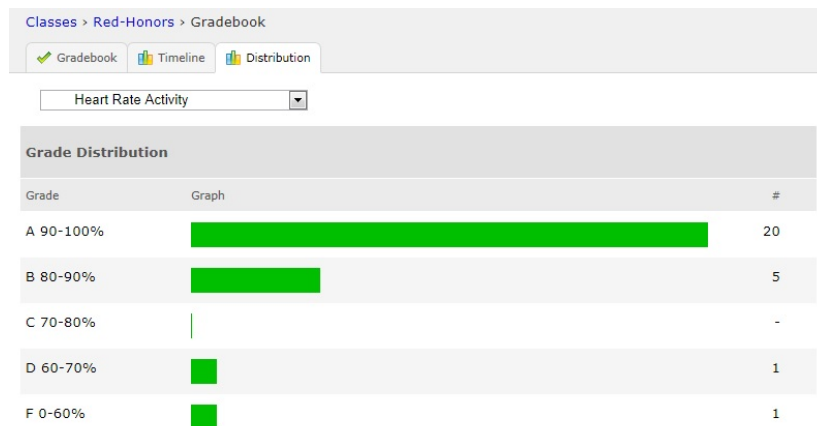 Classes › Red-Honors › Gradebook
Gradebook Timeline Distribution
Heart Rate Activity
Grade Distribution
Grade Graph #
A 90-100% 20
B 80-90% 5
C 70-80% -
D 60-70% 1
F 0-60% 1